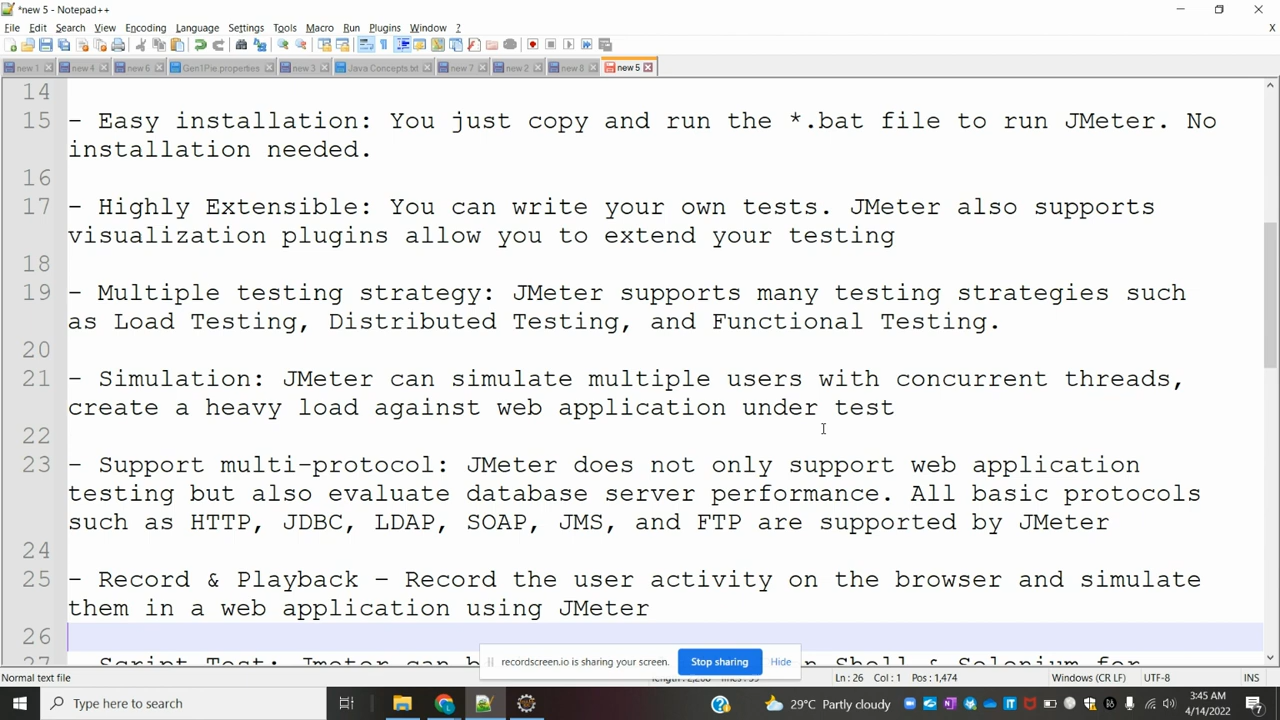 *new 5 - Notepad++
File Edit Search View Encoding Language Settings Tools Macro Run Plugins Window ? X
new 1 new 4 new 6 Gen1Pie.properties new 3 Java Concepts.txt new 7 new 2 new 8 new 5
14
15 - Easy installation: You just copy and run the *.bat file to run JMeter. No
installation needed.
16
17 - Highly Extensible: You can write your own tests. JMeter also supports
visualization plugins allow you to extend your testing
18
19 - Multiple testing strategy: JMeter supports many testing strategies such
as Load Testing, Distributed Testing, and Functional Testing.
20
21 - Simulation: JMeter can simulate multiple users with concurrent threads,
create a heavy load against web application under test
22
23 - Support multi-protocol: JMeter does not only support web application
testing but also evaluate database server performance. All basic protocols
such as HTTP, JDBC, LDAP, SOAP, JMS, and FTP are supported by JMeter
24
25 - Record & Playback – Record the user activity on the browser and simulate
them in a web application using JMeter
26
27 - Script Test: Jmeter can b Shell & Selenium for
recordscreen.io is sharing your screen. Stop sharing Hide
Normal text file Ln : 26 Col : 1 Pos : 1,474 Windows (CR LF) UTF-8 INS
Type here to search 29°C Partly cloudy 3:45 AM
4/14/2022